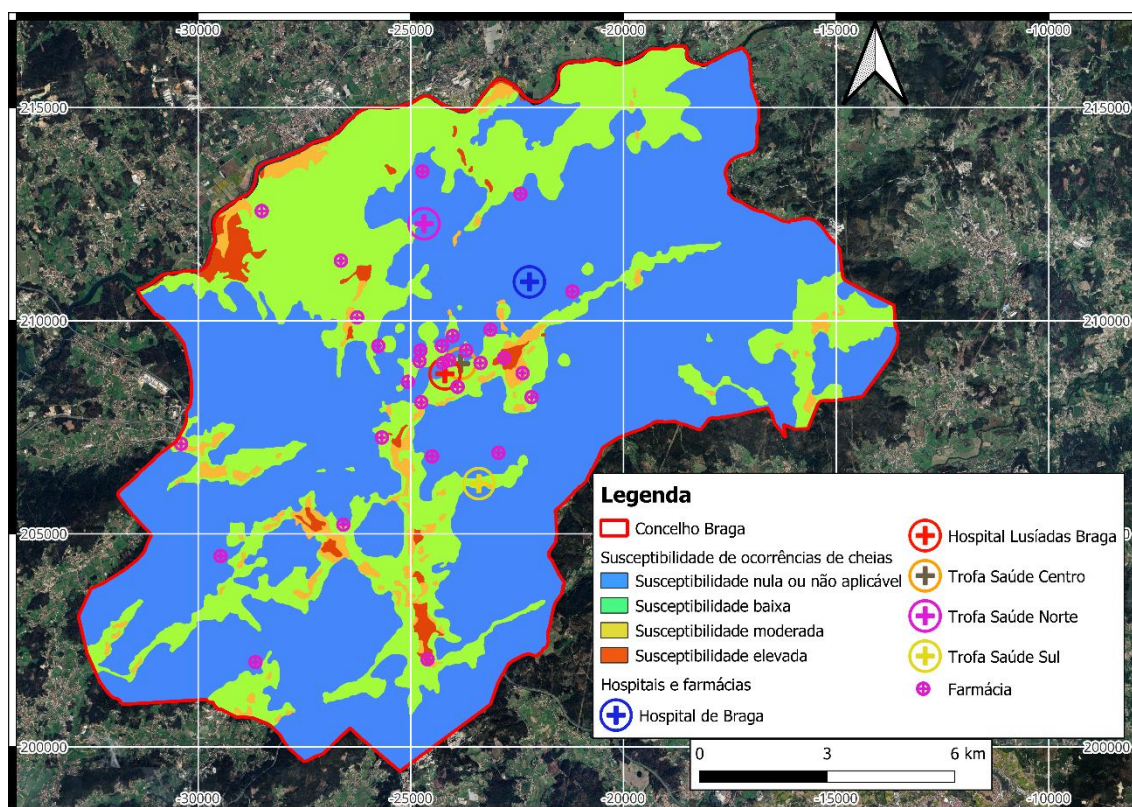 -30000 -25000 -20000 -15000 -10000
215000 215000
210000 210000
205000
200000 200000
Legenda
Concelho Braga
Susceptibilidade de ocorrências de cheias
Susceptibilidade nula ou não aplicável
Susceptibilidade baixa
Susceptibilidade moderada
Susceptibilidade elevada
Hospitais e farmácias
Hospital de Braga
Hospital Lusíadas Braga
Trofa Saúde Centro
Trofa Saúde Norte
Trofa Saúde Sul
Farmácia
0 3 6 km
-30000 -25000 -20000 -15000 -10000